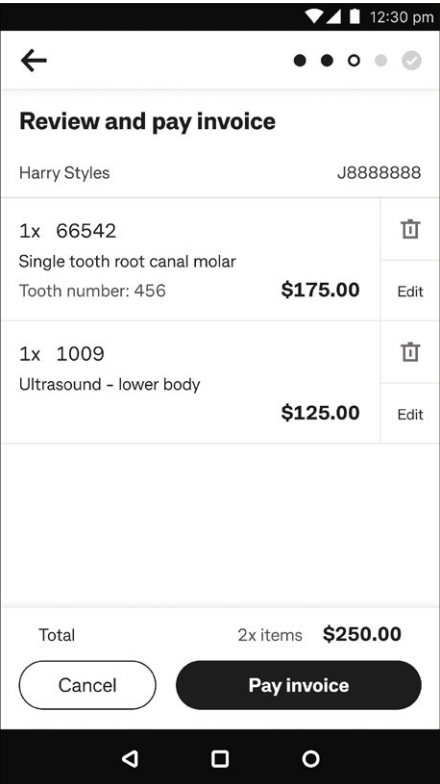 12:30 pm
Review and pay invoice
Harry Styles J8888888
1x 66542
Single tooth root canal molar
Tooth number: 456 $175.00 Edit
1x 1009
Ultrasound - lower body
$125.00 Edit
Total 2x items $250.00
Cancel Pay invoice